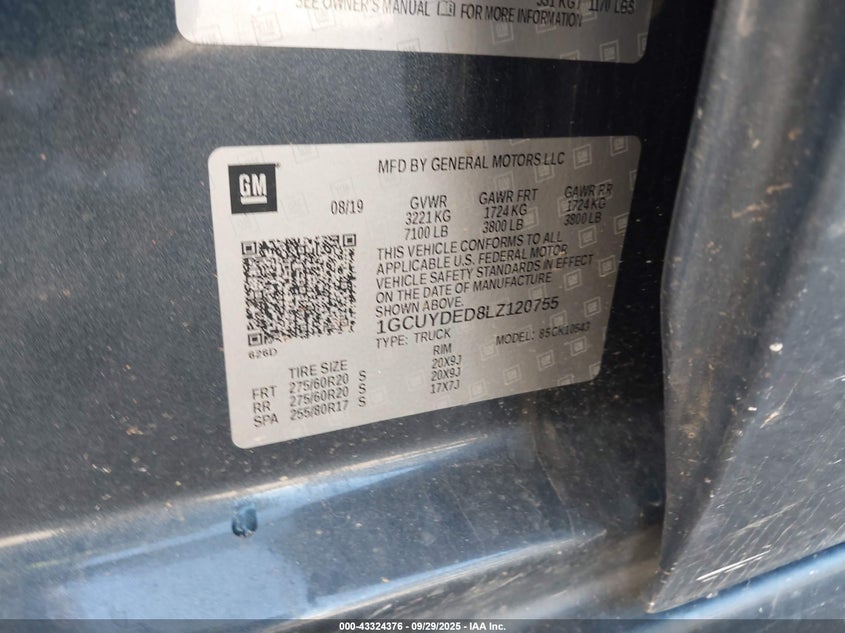 531 KG / 1170 LBS
SEE OWNER'S MANUAL FOR MORE INFORMATION
GM
MFD BY GENERAL MOTORS LLC
08/19
GVWR GAWR FRT GAWR RR
3221 KG 1724 KG 1724 KG
7100 LB 3800 LB 3800 LB
THIS VEHICLE CONFORMS TO ALL
APPLICABLE U.S. FEDERAL MOTOR
VEHICLE SAFETY STANDARDS IN EFFECT
ON THE DATE OF MANUFACTURE
SHOWN ABOVE.
1GCUYDED8LZ120755
TYPE: TRUCK MODEL: 85CK10543
626D
TIRE SIZE RIM
FRT 275/60R20 S 20X9J
RR 275/60R20 S 20X9J
SPA 255/80R17 S 17X7J
000-43324376 | 09/29/2025 | IAA Inc.